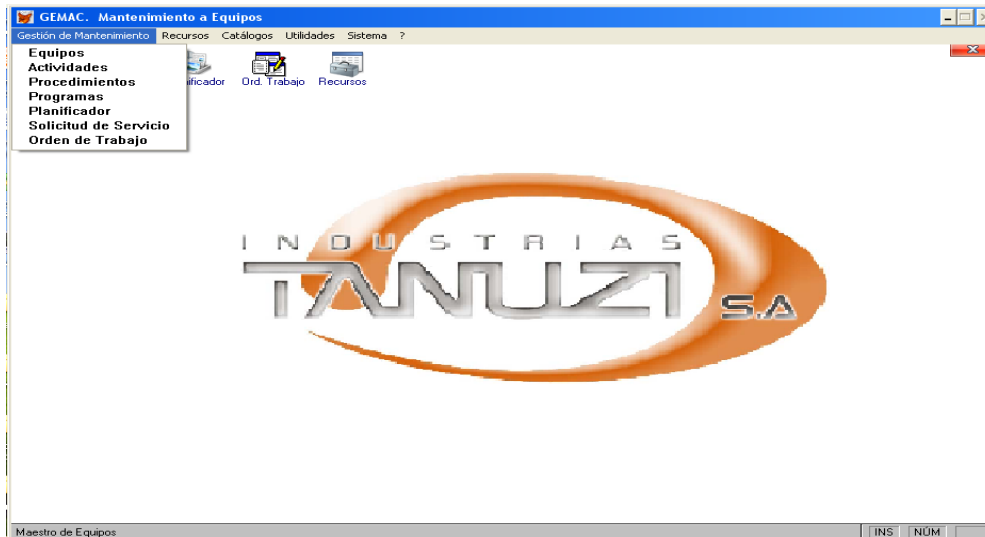 GEMAC. Mantenimiento a Equipos
Gestión de Mantenimiento Recursos Catálogos Utilidades Sistema ?
Equipos
Actividades
Procedimientos
Programas
Planificador
Solicitud de Servicio
Orden de Trabajo
ificador Ord. Trabajo Recursos
INDUSTRIAS
TANUZI S.A
Maestro de Equipos INS NÚM